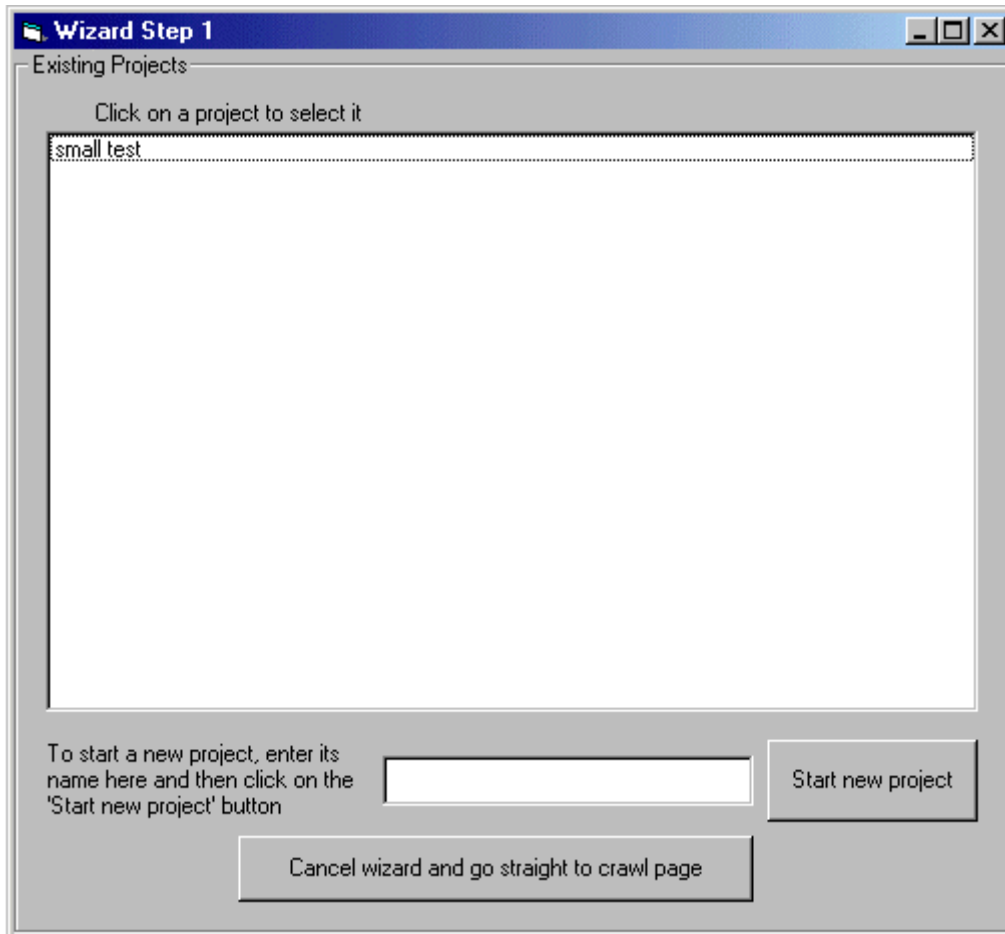 Wizard Step 1
Existing Projects
Click on a project to select it
small test
To start a new project, enter its
name here and then click on the
'Start new project' button
Start new project
Cancel wizard and go straight to crawl page